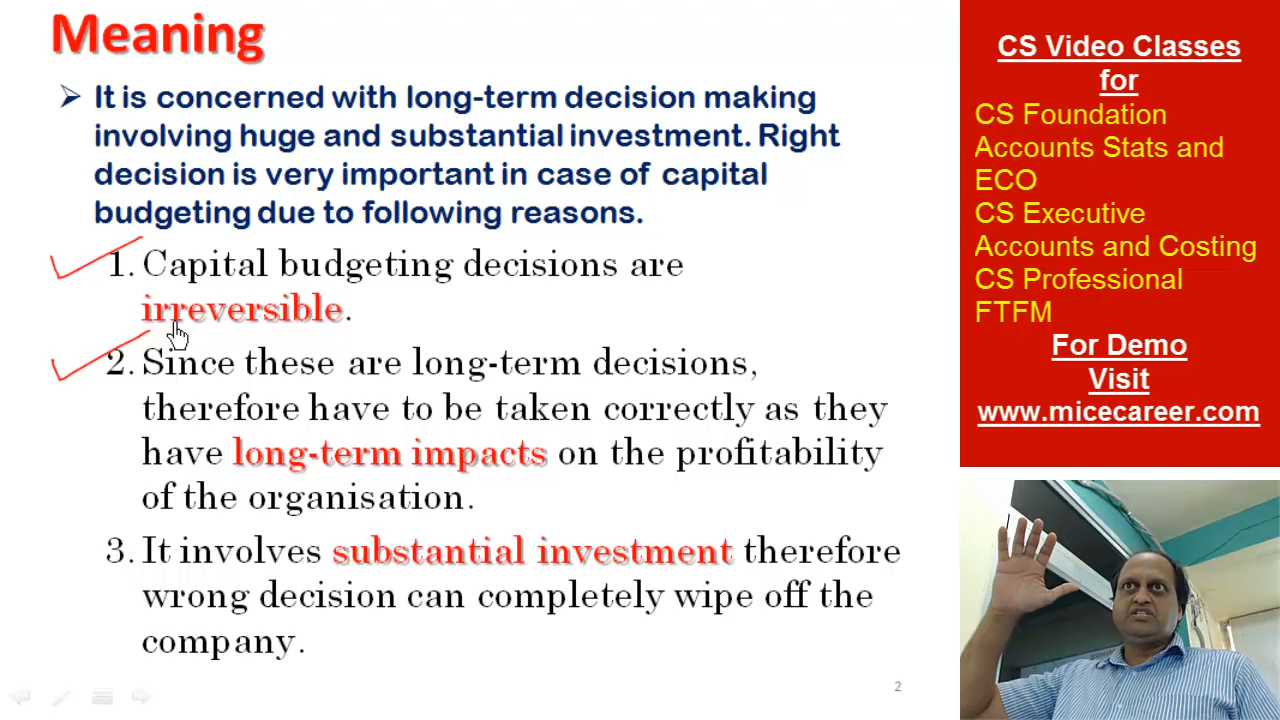 Meaning
It is concerned with long-term decision making
involving huge and substantial investment. Right
decision is very important in case of capital
budgeting due to following reasons.
1. Capital budgeting decisions are
irreversible.
2. Since these are long-term decisions,
therefore have to be taken correctly as they
have long-term impacts on the profitability
of the organisation.
3. It involves substantial investment therefore
wrong decision can completely wipe off the
company.
2
CS Video Classes
for
CS Foundation
Accounts Stats and
ECO
CS Executive
Accounts and Costing
CS Professional
FTFM
For Demo
Visit
www.micecareer.com